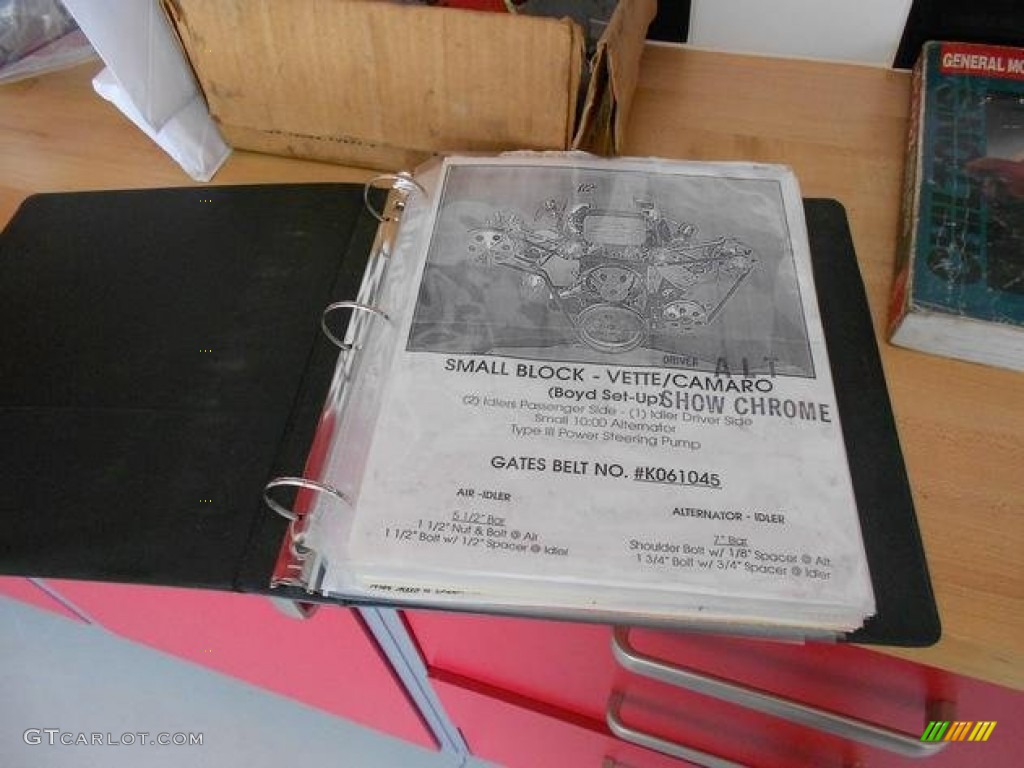 GENERAL MO
DRIVER
ALT
SMALL BLOCK - VETTE/CAMARO
(Boyd Set-Up)
SHOW CHROME
(2) Idlers Passenger Side - (1) Idler Driver Side
Small 10:00 Alternator
Type III Power Steering Pump
GATES BELT NO. #K061045
AIR -IDLER
5 1/2" Bar
1 1/2" Nut & Bolt @ Air
1 1/2" Bolt w/ 1/2" Spacer @ Idler
ALTERNATOR - IDLER
7" Bar
Shoulder Bolt w/ 1/8" Spacer @ Alt.
1 3/4" Bolt w/ 3/4" Spacer @ Idler
GTCARLOT.COM